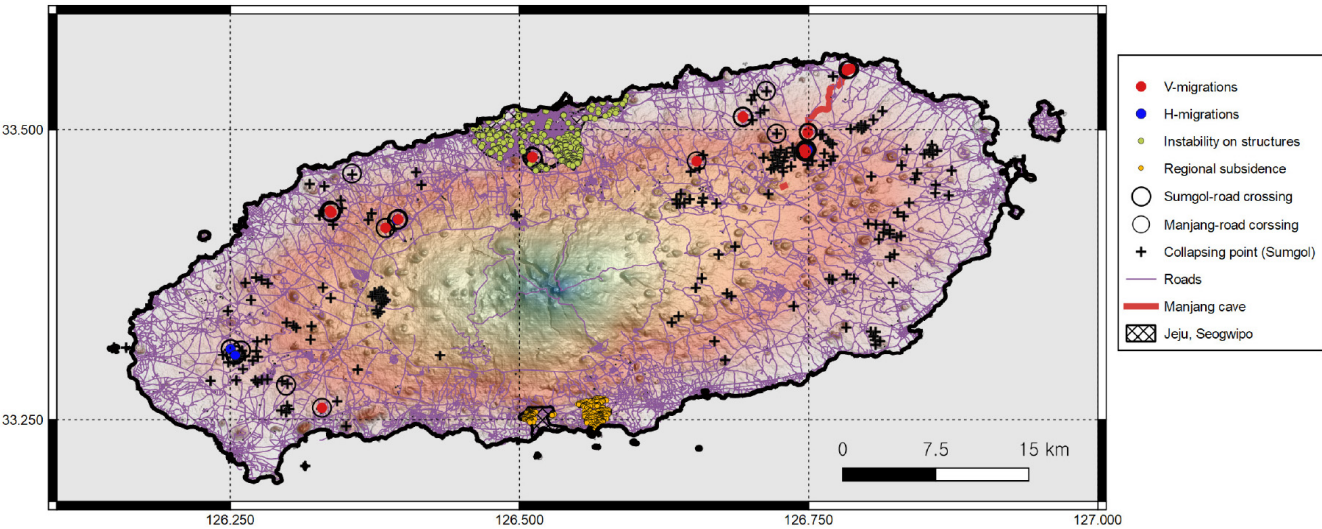 33.500
33.250
126.250
126.500
126.750
127.000
0 7.5 15 km
V-migrations
H-migrations
Instability on structures
Regional subsidence
Sumgol-road crossing
Manjang-road corssing
Collapsing point (Sumgol)
Roads
Manjang cave
Jeju, Seogwipo